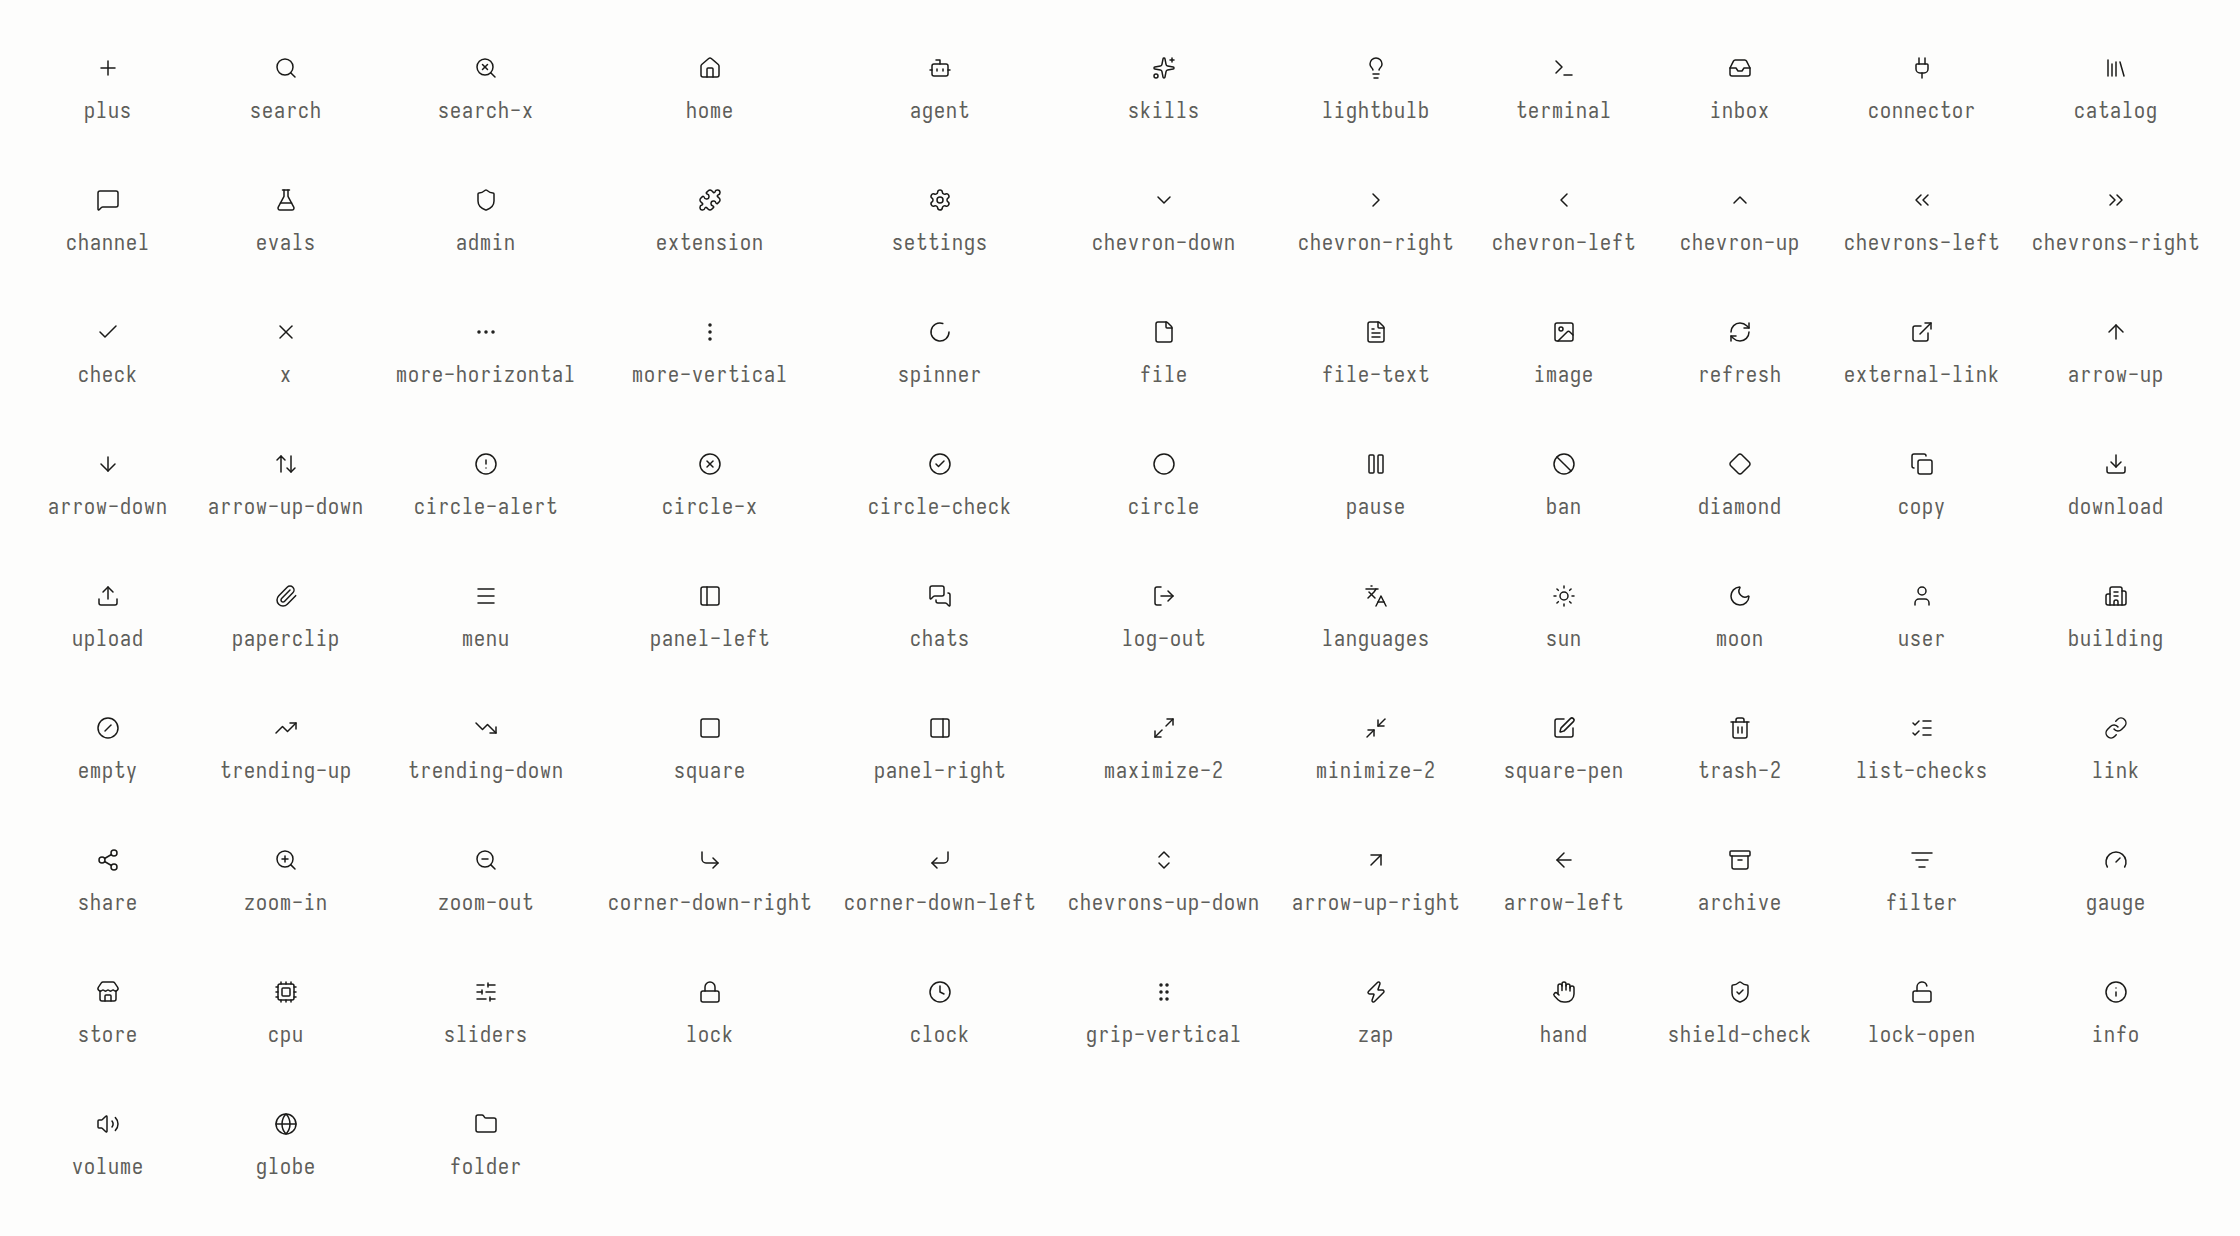 plus search search-x home agent skills lightbulb terminal inbox connector catalog
channel evals admin extension settings chevron-down chevron-right chevron-left chevron-up chevrons-left chevrons-right
check x more-horizontal more-vertical spinner file file-text image refresh external-link arrow-up
arrow-down arrow-up-down circle-alert circle-x circle-check circle pause ban diamond copy download
upload paperclip menu panel-left chats log-out languages sun moon user building
empty trending-up trending-down square panel-right maximize-2 minimize-2 square-pen trash-2 list-checks link
share zoom-in zoom-out corner-down-right corner-down-left chevrons-up-down arrow-up-right arrow-left archive filter gauge
store cpu sliders lock clock grip-vertical zap hand shield-check lock-open info
volume globe folder